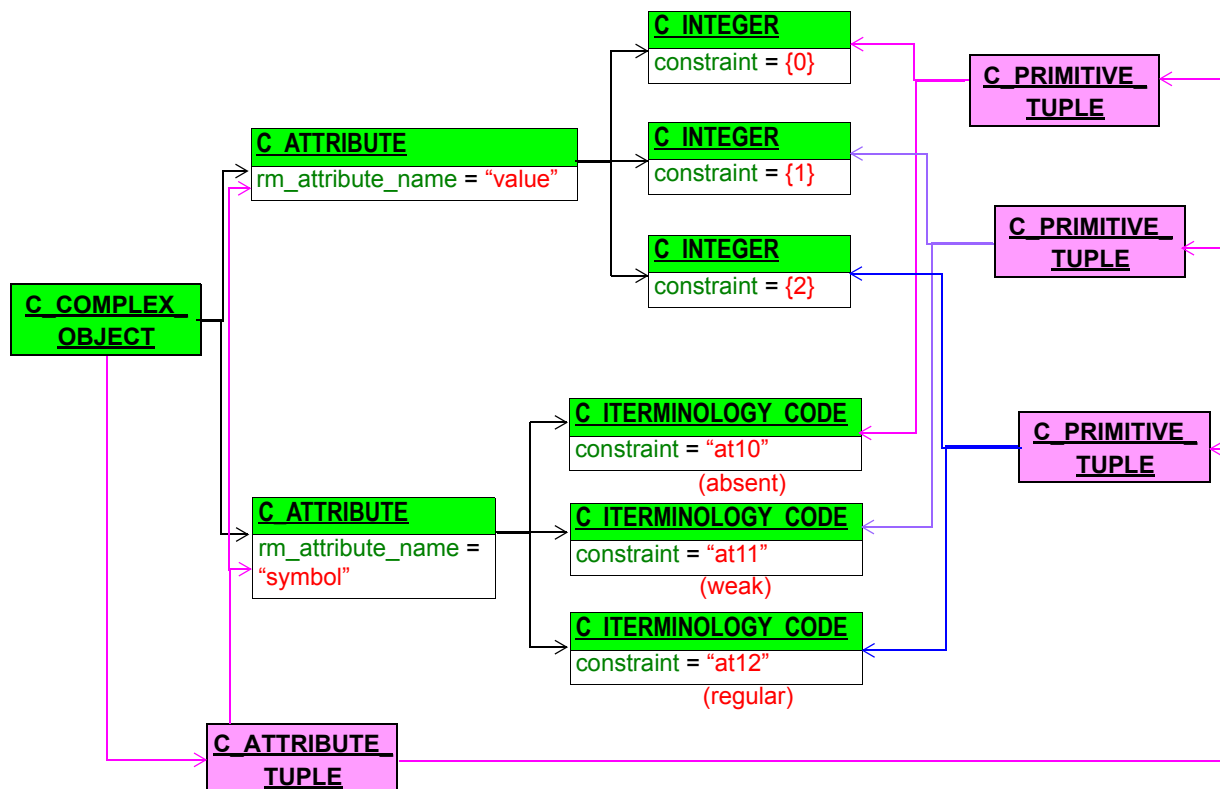 C_INTEGER
constraint = {0}
C_PRIMITIVE_
TUPLE
C_ATTRIBUTE
rm_attribute_name = “value”
C_INTEGER
constraint = {1}
C_PRIMITIVE_
TUPLE
C_INTEGER
constraint = {2}
C_COMPLEX_
OBJECT
C_ITERMINOLOGY_CODE
constraint = “at10”
(absent)
C_PRIMITIVE_
TUPLE
C_ATTRIBUTE
rm_attribute_name =
“symbol”
C_ITERMINOLOGY_CODE
constraint = “at11”
(weak)
C_ITERMINOLOGY_CODE
constraint = “at12”
(regular)
C_ATTRIBUTE_
TUPLE